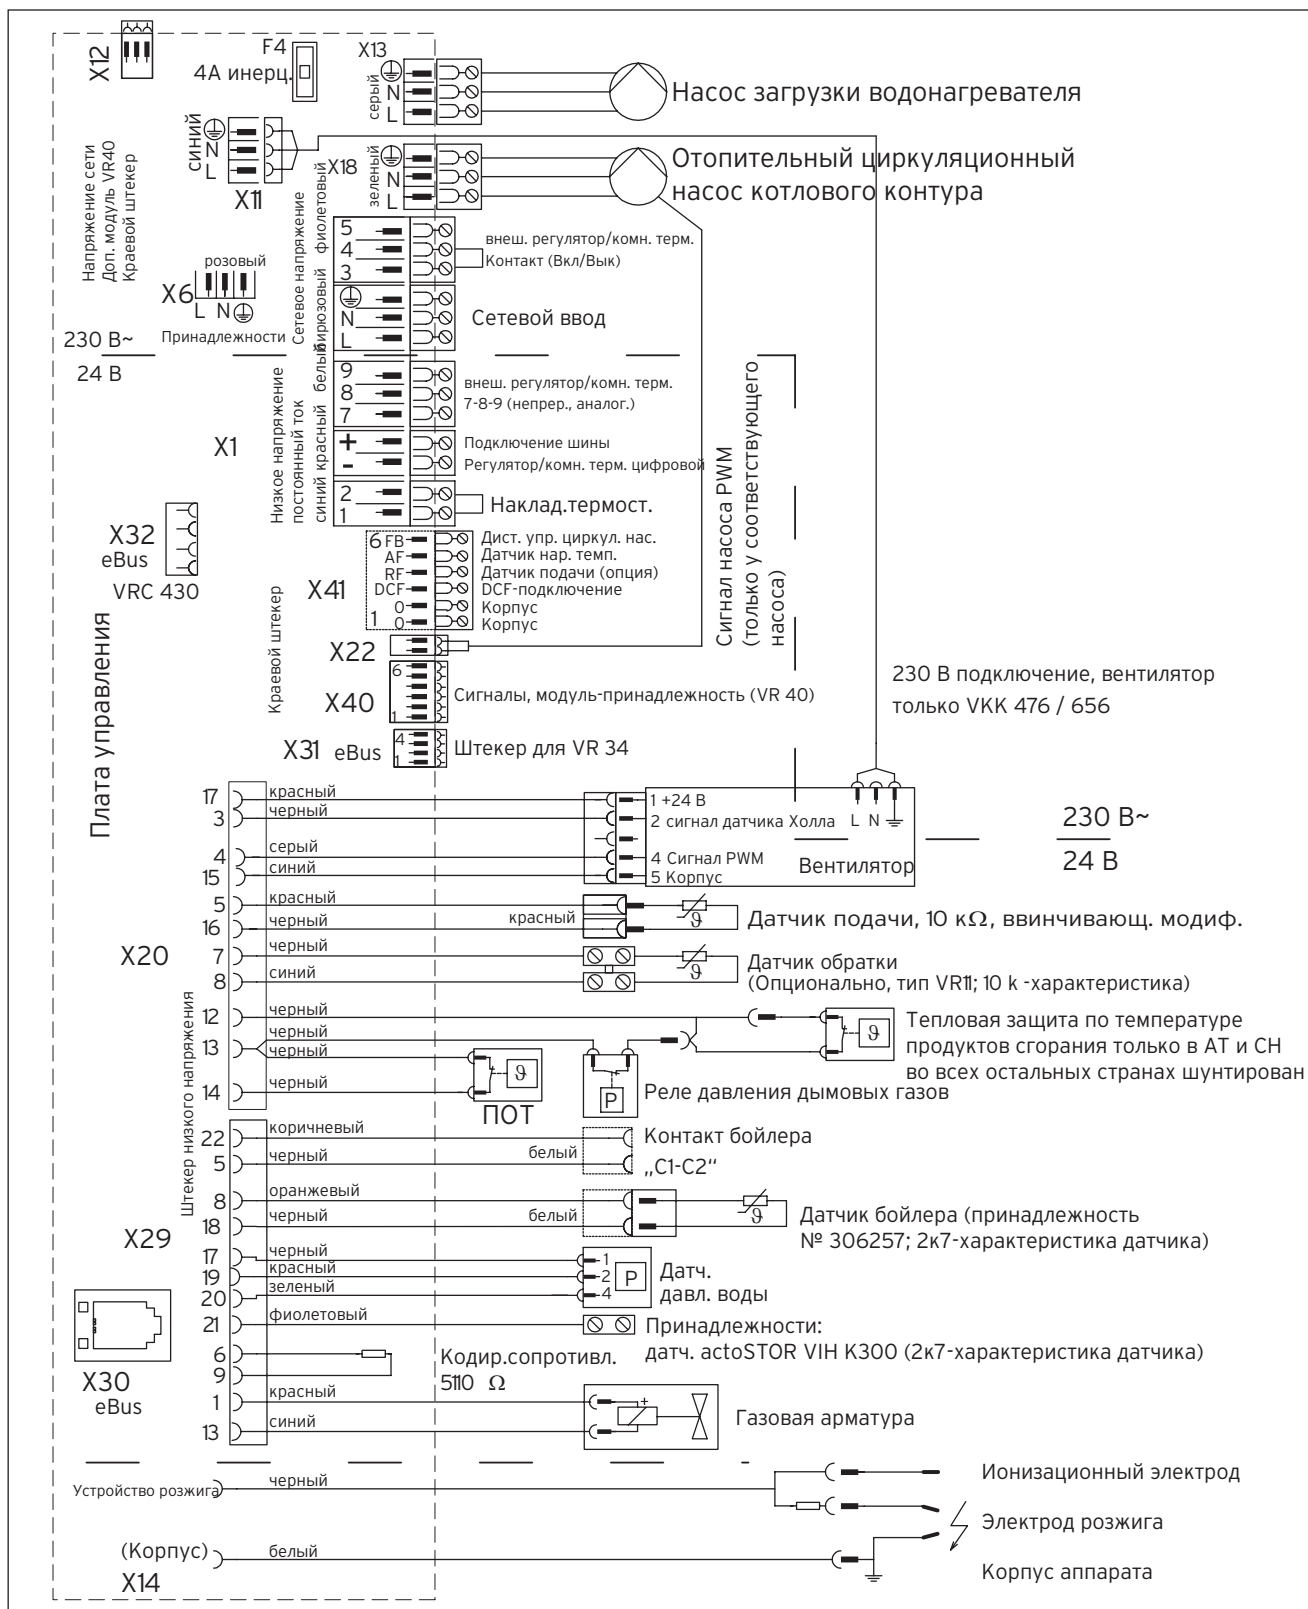 X12
F4
4А инерц.
X13
серый
N
L
Насос загрузки водонагревателя
синий
N
L
X11
X18
зеленый
N
L
Отопительный циркуляционный
насос котлового контура
Напряжение сети
Доп. модуль VR40
Краевой штекер
розовый
X6
L N
Принадлежности
Сетевое напряжение
фиолетовый
5
4
3
внеш. регулятор/комн. терм.
Контакт (Вкл/Вык)
бирюзовый
N
L
Сетевой ввод
230 В~
24 В
белый
9
8
7
внеш. регулятор/комн. терм.
7-8-9 (непрер., аналог.)
X1
Низкое напряжение
постоянный ток
красный
+
-
Подключение шины
Регулятор/комн. терм. цифровой
синий
2
1
Наклад.термост.
Сигнал насоса PWM
(только у соответствующего
насоса)
X32
eBus
VRC 430
X41
6 FB
AF
RF
DCF
0
1 0
Дист. упр. циркул. нас.
Датчик нар. темп.
Датчик подачи (опция)
DCF-подключение
Корпус
Корпус
Краевой штекер
X22
X40
6
1
Сигналы, модуль-принадлежность (VR 40)
X31 eBus
4
1
Штекер для VR 34
230 В подключение, вентилятор
только VKK 476 / 656
Плата управления
17 красный
3 черный
4 серый
15 синий
1 +24 В
2 сигнал датчика Холла
4 Сигнал PWM
5 Корпус
L N
Вентилятор
230 В~
24 В
5 красный
16 черный
красный
ϑ
Датчик подачи, 10 кΩ, ввинчивающ. модиф.
X20
7 черный
8 синий
ϑ
Датчик обратки
(Опционально, тип VR11; 10 k -характеристика)
Штекер низкого напряжения
12 черный
13 черный
черный
14 черный
ϑ
ПОТ
P
Реле давления дымовых газов
ϑ
Тепловая защита по температуре
продуктов сгорания только в AT и CH
во всех остальных странах шунтирован
22 коричневый
5 черный
белый
Контакт бойлера
„C1-C2“
X29
8 оранжевый
18 черный
белый
ϑ
Датчик бойлера (принадлежность
№ 306257; 2к7-характеристика датчика)
17 черный
19 красный
20 зеленый
1
2
4
P
Датч.
давл. воды
21 фиолетовый
Принадлежности:
датч. actoSTOR VIH K300 (2к7-характеристика датчика)
6
9
Кодир.сопротивл.
5110 Ω
X30
eBus
1 красный
13 синий
+
Газовая арматура
Устройство розжига
черный
Ионизационный электрод
Электрод розжига
(Корпус)
X14
белый
Корпус аппарата